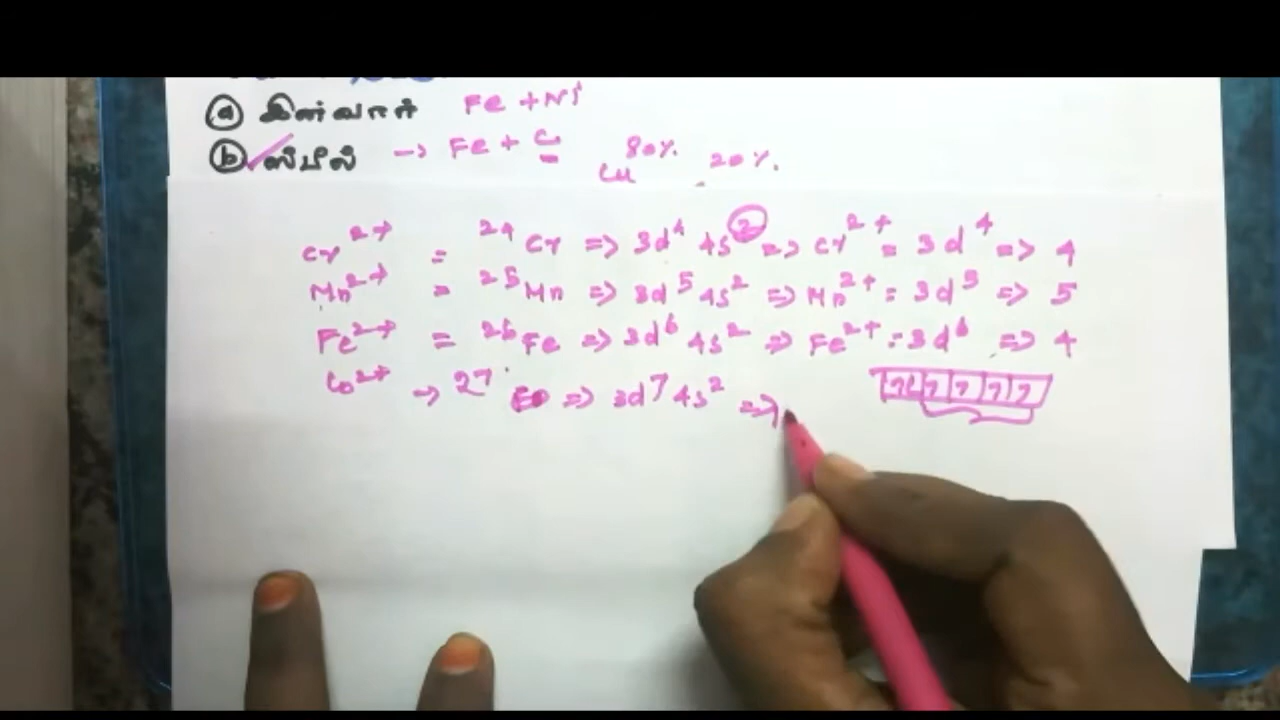 ⓐ இன்வார் Fe + Ni
ⓑ ஸ்டீல் → Fe + C Cu 80% 20%
Cr²⁺ = ²⁴Cr => 3d⁴ 4s² => Cr²⁺ = 3d⁴ => 4
Mn²⁺ = ²⁵Mn => 3d⁵ 4s² => Mn²⁺ = 3d⁵ => 5
Fe²⁺ = ²⁶Fe => 3d⁶ 4s² => Fe²⁺ = 3d⁶ => 4
Co²⁺ → 27 => 3d⁷ 4s² =>